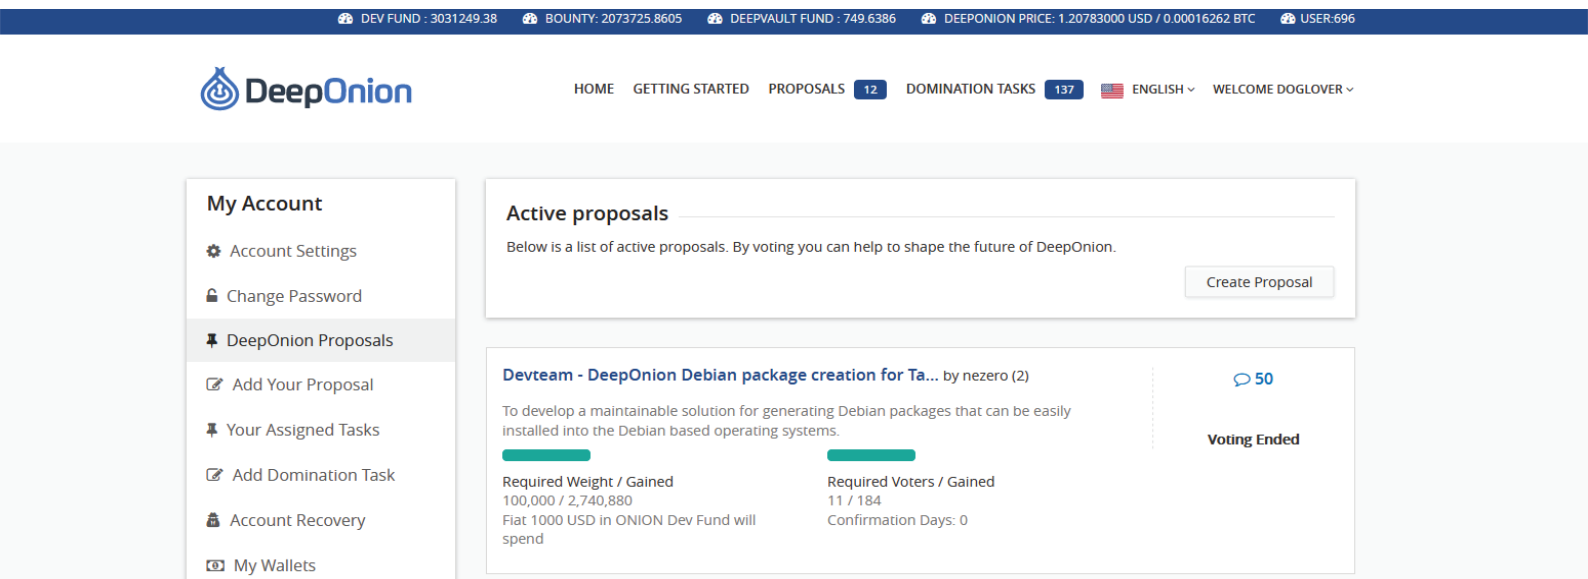 DEV FUND : 3031249.38 BOUNTY: 2073725.8605 DEEPVAULT FUND : 749.6386 DEEPONION PRICE: 1.20783000 USD / 0.00016262 BTC USER:696
DeepOnion
HOME GETTING STARTED PROPOSALS 12 DOMINATION TASKS 137 ENGLISH WELCOME DOGLOVER
My Account
Account Settings
Change Password
DeepOnion Proposals
Add Your Proposal
Your Assigned Tasks
Add Domination Task
Account Recovery
My Wallets
Active proposals
Below is a list of active proposals. By voting you can help to shape the future of DeepOnion.
Create Proposal
Devteam - DeepOnion Debian package creation for Ta... by nezero (2)
To develop a maintainable solution for generating Debian packages that can be easily
installed into the Debian based operating systems.
Required Weight / Gained
100,000 / 2,740,880
Fiat 1000 USD in ONION Dev Fund will
spend
Required Voters / Gained
11 / 184
Confirmation Days: 0
50
Voting Ended